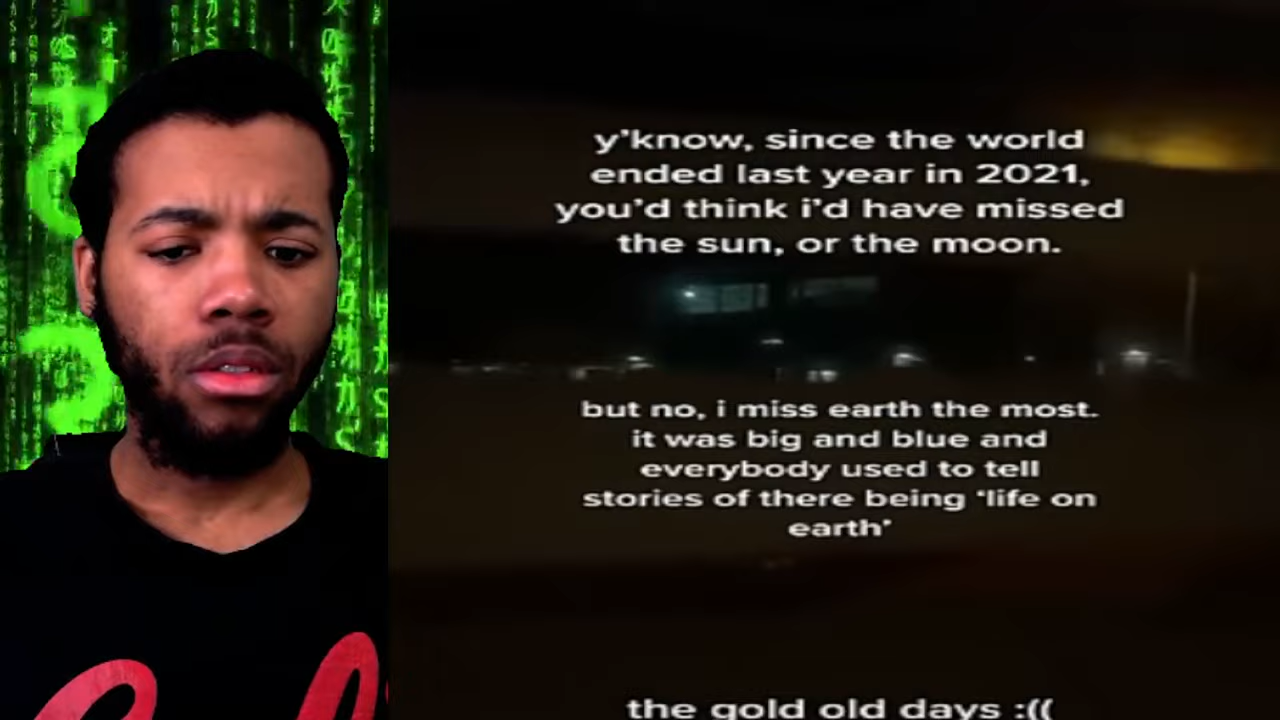 y'know, since the world
ended last year in 2021,
you'd think i'd have missed
the sun, or the moon.
but no, i miss earth the most.
it was big and blue and
everybody used to tell
stories of there being 'life on
earth'
the gold old days :((